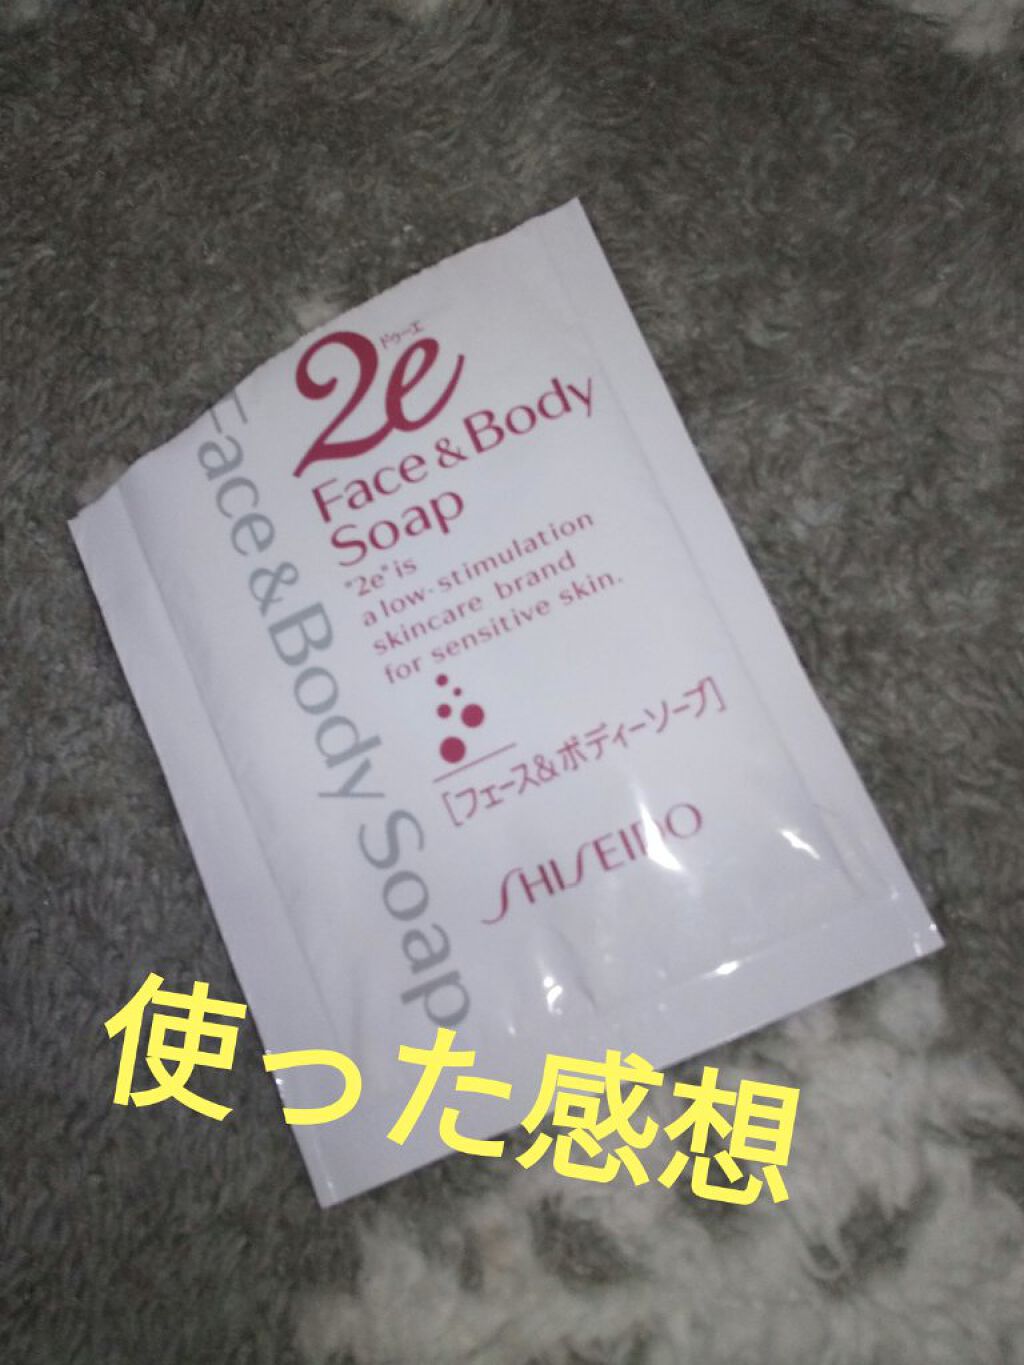 2e
ドゥーエ
Face & Body
Soap
"2e" is
a low-stimulation
skincare brand
for sensitive skin.
[フェース&ボディーソープ]
SHISEIDO
Face & Body Soap
使った感想